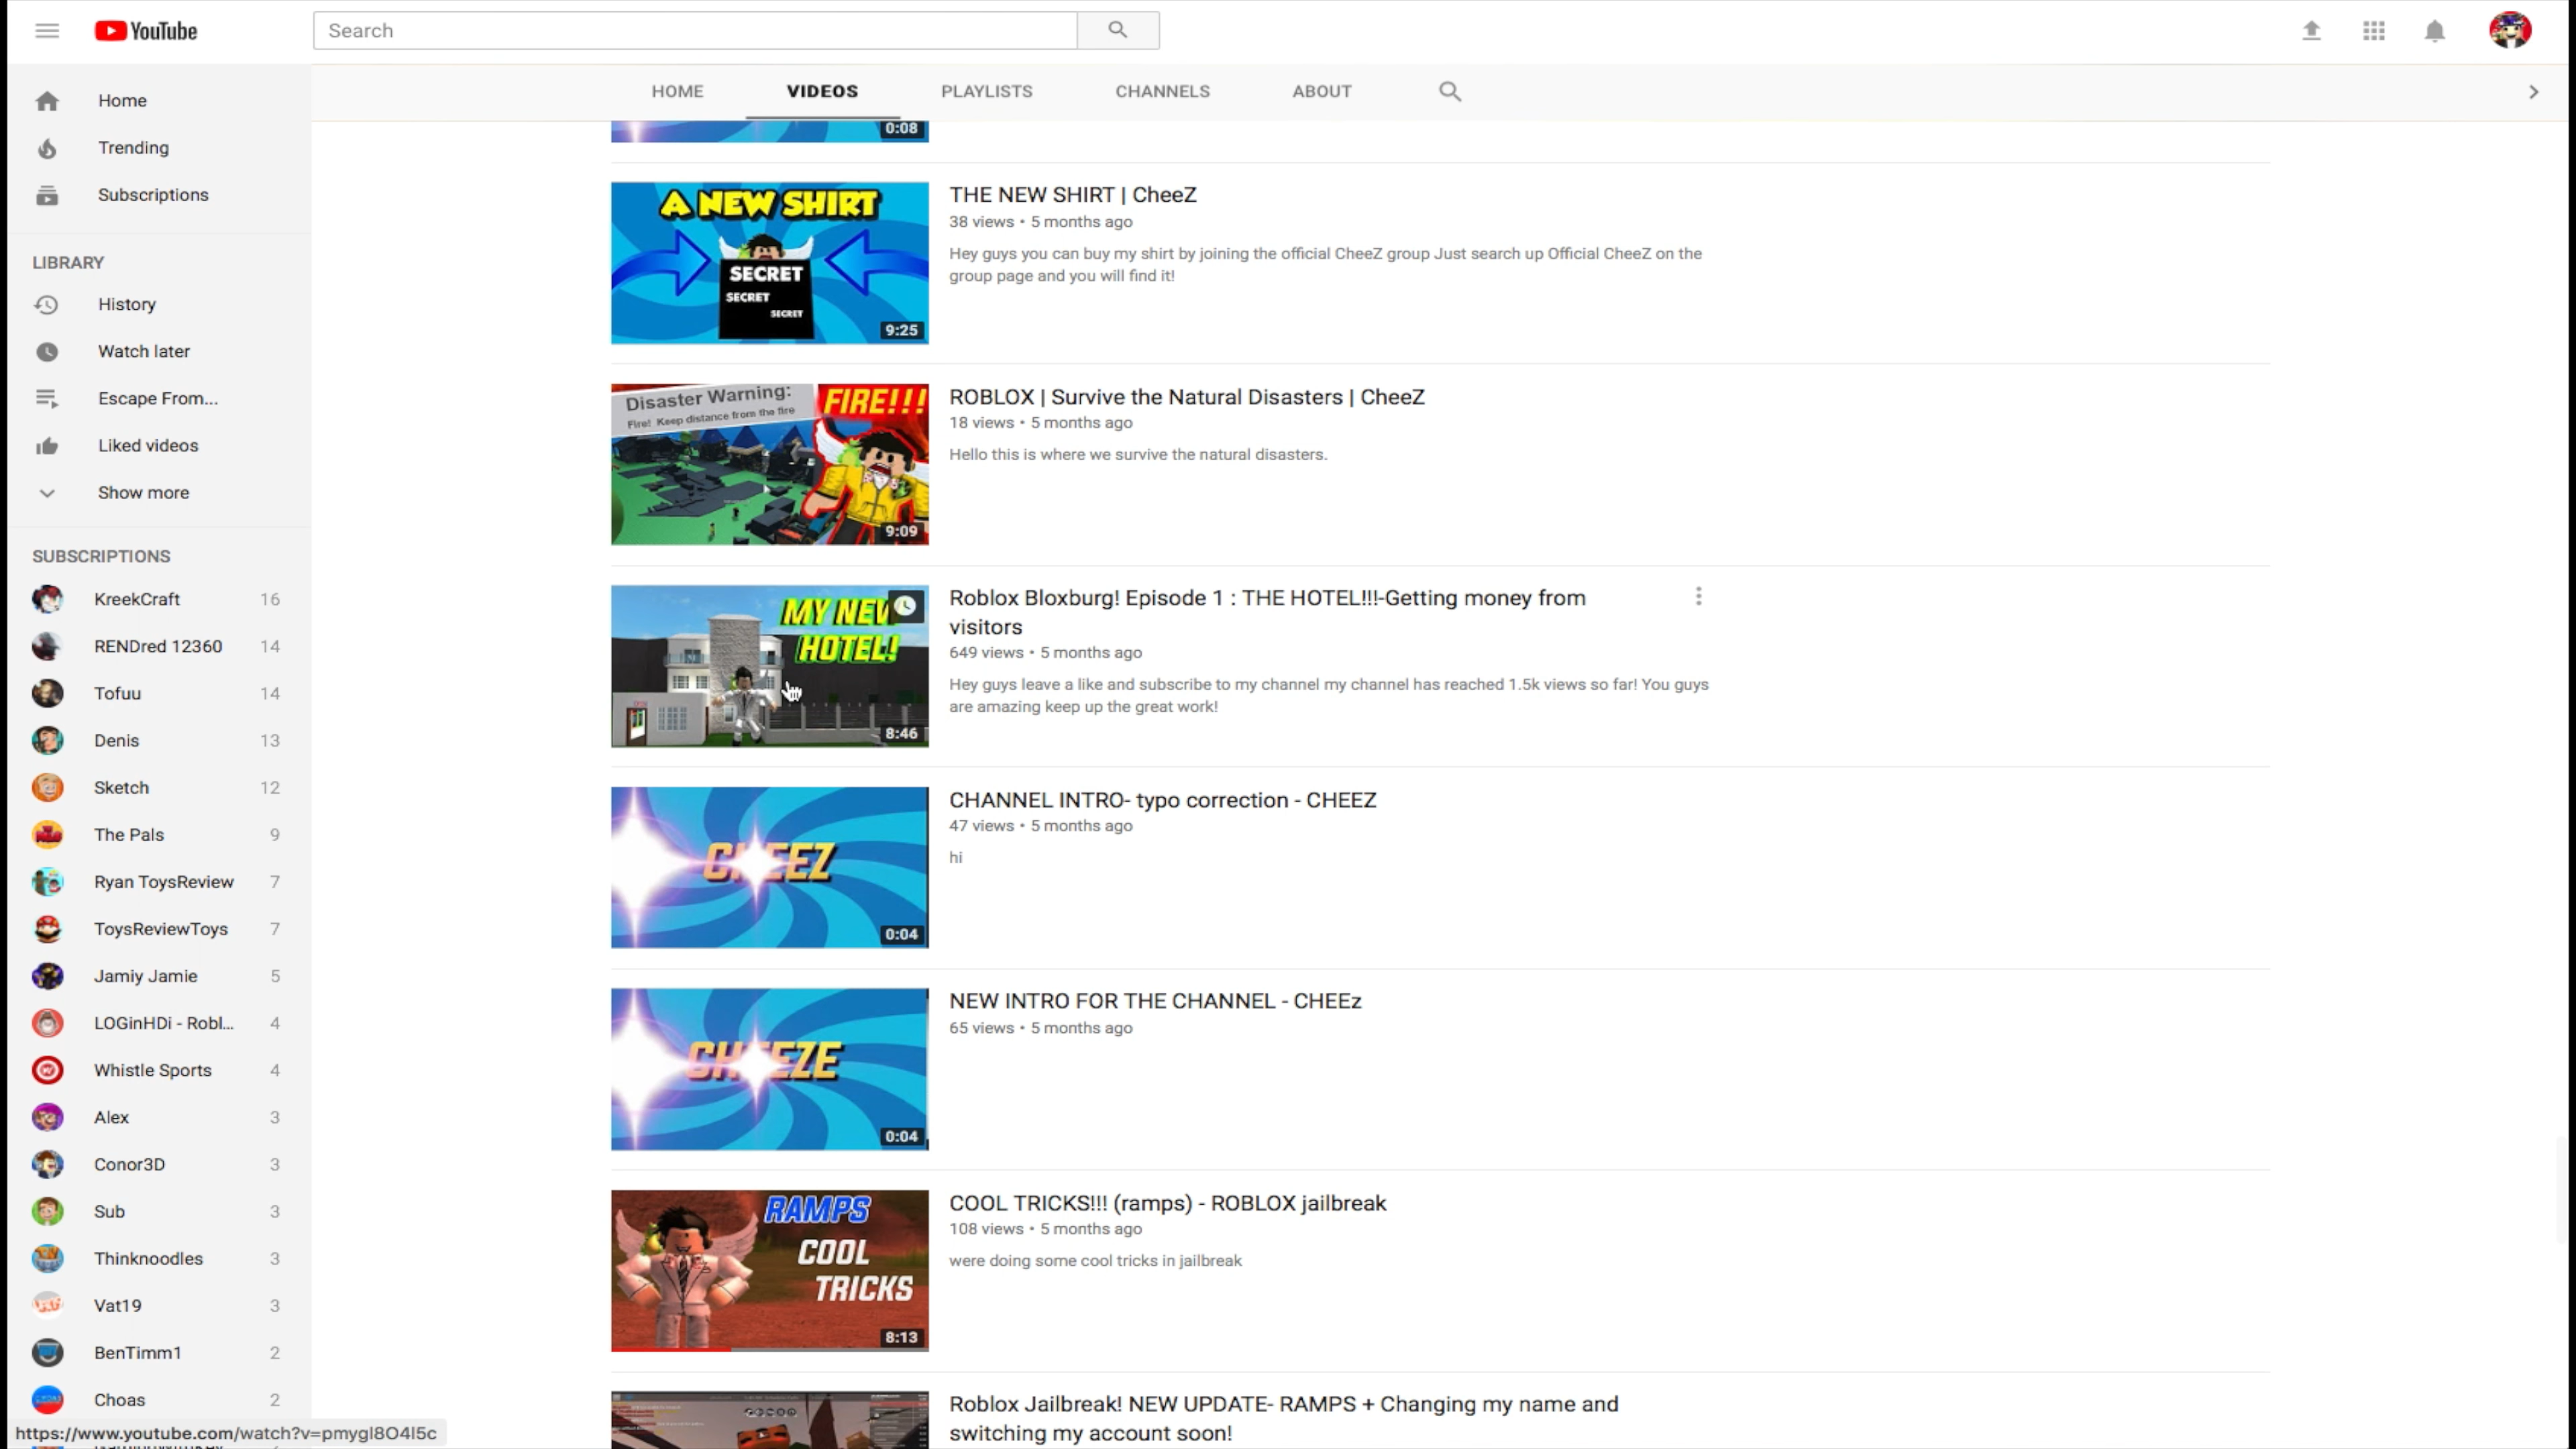 YouTube
Search
HOME
VIDEOS
PLAYLISTS
CHANNELS
ABOUT
Home
Trending
Subscriptions
LIBRARY
History
Watch later
Escape From...
Liked videos
Show more
SUBSCRIPTIONS
KreekCraft 16
RENDred 12360 14
Tofuu 14
Denis 13
Sketch 12
The Pals 9
Ryan ToysReview 7
ToysReviewToys 7
Jamiy Jamie 5
LOGinHDi - Robl... 4
Whistle Sports 4
Alex 3
Conor3D 3
Sub 3
Thinknoodles 3
Vat19 3
BenTimm1 2
Choas 2
https://www.youtube.com/watch?v=pmygI8O4I5c
0:08
A NEW SHIRT
SECRET
SECRET
SECRET
9:25
THE NEW SHIRT | CheeZ
38 views • 5 months ago
Hey guys you can buy my shirt by joining the official CheeZ group Just search up Official CheeZ on the
group page and you will find it!
Disaster Warning:
Fire! Keep distance from the fire
FIRE!!!
9:09
ROBLOX | Survive the Natural Disasters | CheeZ
18 views • 5 months ago
Hello this is where we survive the natural disasters.
MY NEW
HOTEL!
8:46
Roblox Bloxburg! Episode 1 : THE HOTEL!!!-Getting money from
visitors
649 views • 5 months ago
Hey guys leave a like and subscribe to my channel my channel has reached 1.5k views so far! You guys
are amazing keep up the great work!
CHEEZ
0:04
CHANNEL INTRO- typo correction - CHEEZ
47 views • 5 months ago
hi
CHEEZE
0:04
NEW INTRO FOR THE CHANNEL - CHEEz
65 views • 5 months ago
RAMPS
COOL
TRICKS
8:13
COOL TRICKS!!! (ramps) - ROBLOX jailbreak
108 views • 5 months ago
were doing some cool tricks in jailbreak
Roblox Jailbreak! NEW UPDATE- RAMPS + Changing my name and
switching my account soon!